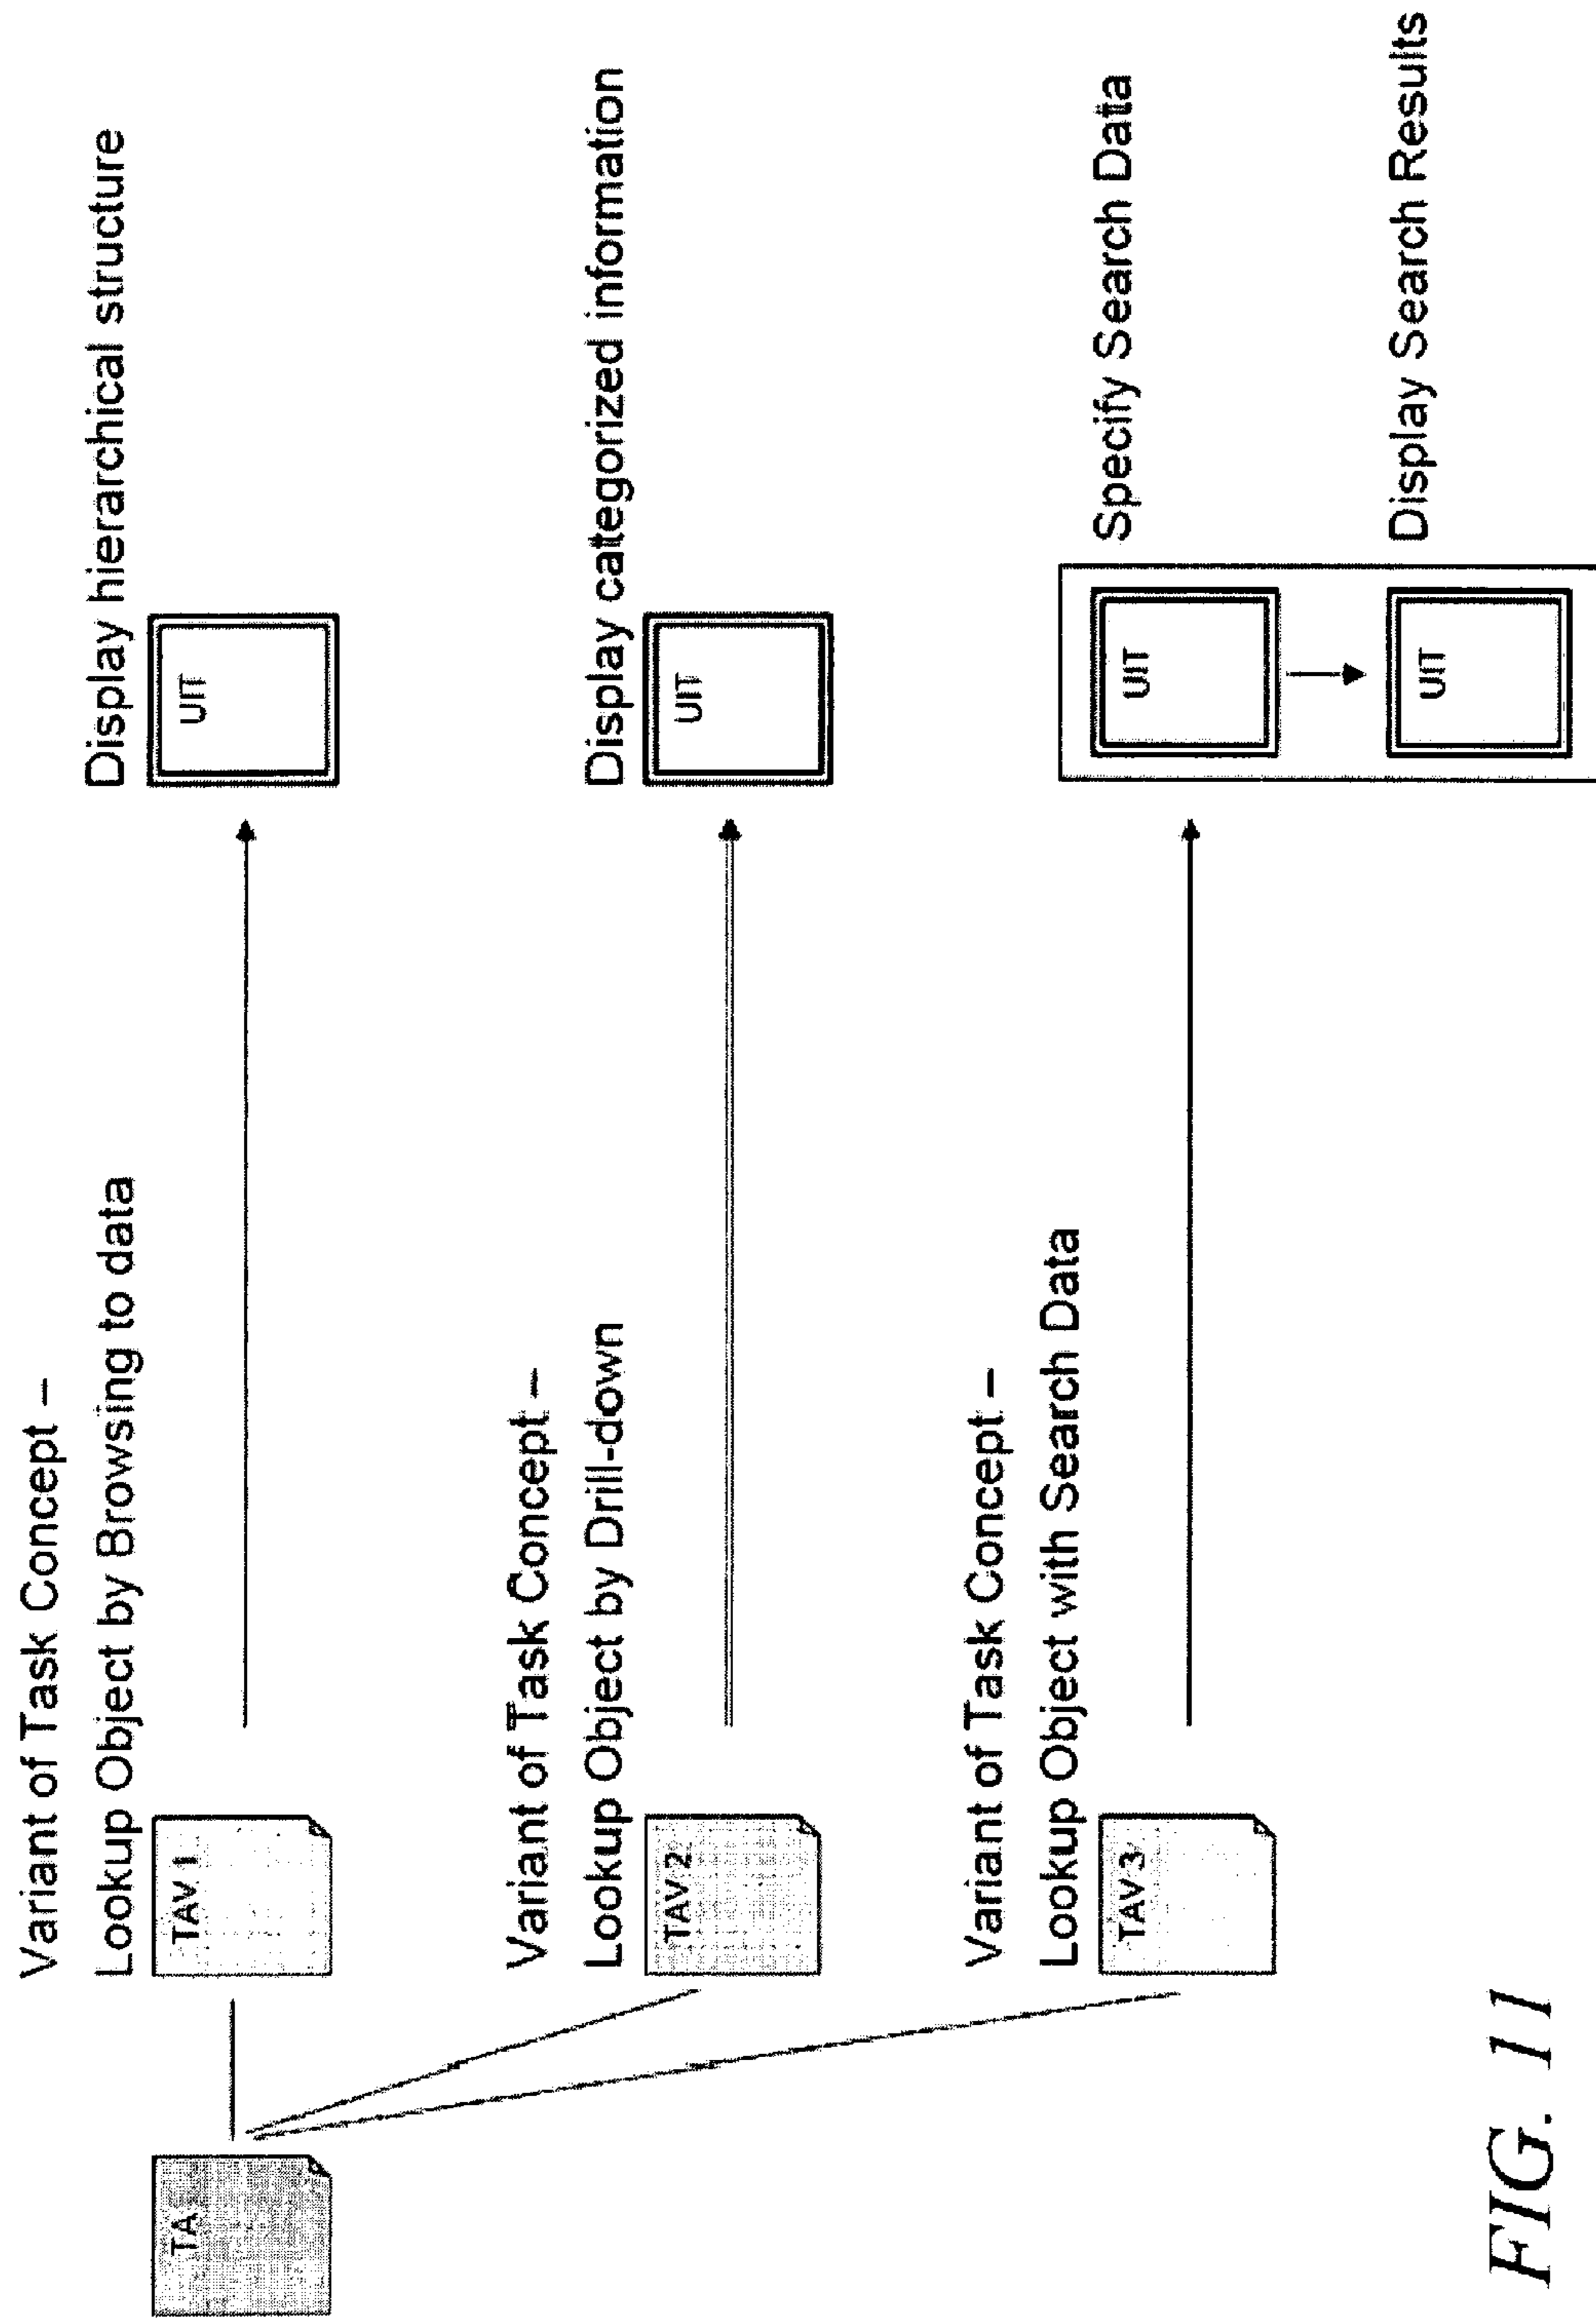 Variant of Task Concept –
Lookup Object by Browsing to data
Display hierarchical structure
TA
TAV 1
UIT
Variant of Task Concept –
Lookup Object by Drill-down
Display categorized information
TAV 2
UIT
Variant of Task Concept –
Lookup Object with Search Data
TAV 3
UIT
Specify Search Data
UIT
Display Search Results
FIG. 11